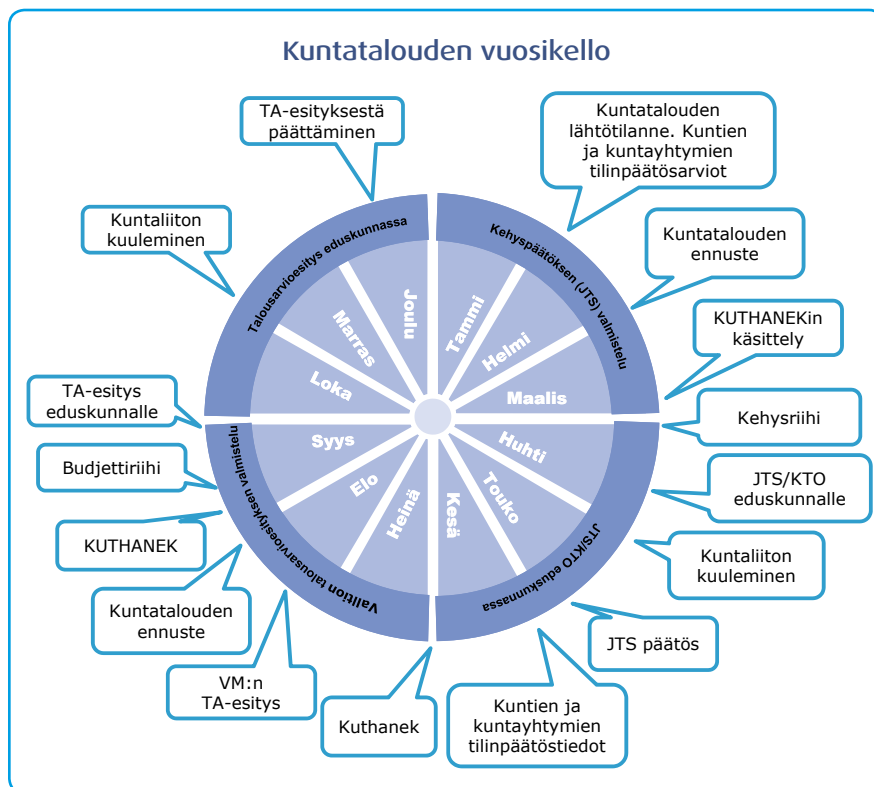 Kuntatalouden vuosikello
TA-esityksestä
päättäminen
Kuntatalouden
lähtötilanne. Kuntien
ja kuntayhtymien
tilinpäätösarviot
Kuntaliiton
kuuleminen
Kuntatalouden
ennuste
KUTHANEKin
käsittely
TA-esitys
eduskunnalle
Kehysriihi
Budjettiriihi
JTS/KTO
eduskunnalle
KUTHANEK
Kuntaliiton
kuuleminen
Kuntatalouden
ennuste
JTS päätös
VM:n
TA-esitys
Kuthanek
Kuntien ja
kuntayhtymien
tilinpäätöstiedot
Talousarvioesitys eduskunnassa
Kehyspäätöksen (JTS) valmistelu
JTS/KTO eduskunnassa
Valtion talousarvioesityksen valmistelu
Tammi
Helmi
Maalis
Huhti
Touko
Kesä
Heinä
Elo
Syys
Loka
Marras
Joulu